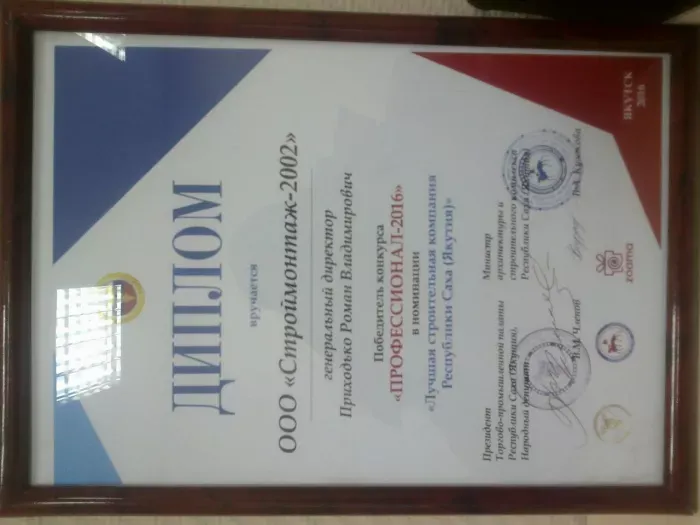 ДИПЛОМ
вручается
ООО «Строймонтаж-2002»
генеральный директор
Приходько Роман Владимирович
Победитель конкурса
«ПРОФЕССИОНАЛ-2016»
в номинации
«Лучшая строительная компания
Республики Саха (Якутия)»
Президент
Торгово-промышленной палаты
Республики Саха (Якутия),
Народный депутат
В.М. Членов
Министр
архитектуры и
строительного комплекса
Республики Саха (Якутия)
zooma
ЯКУТСК
2016